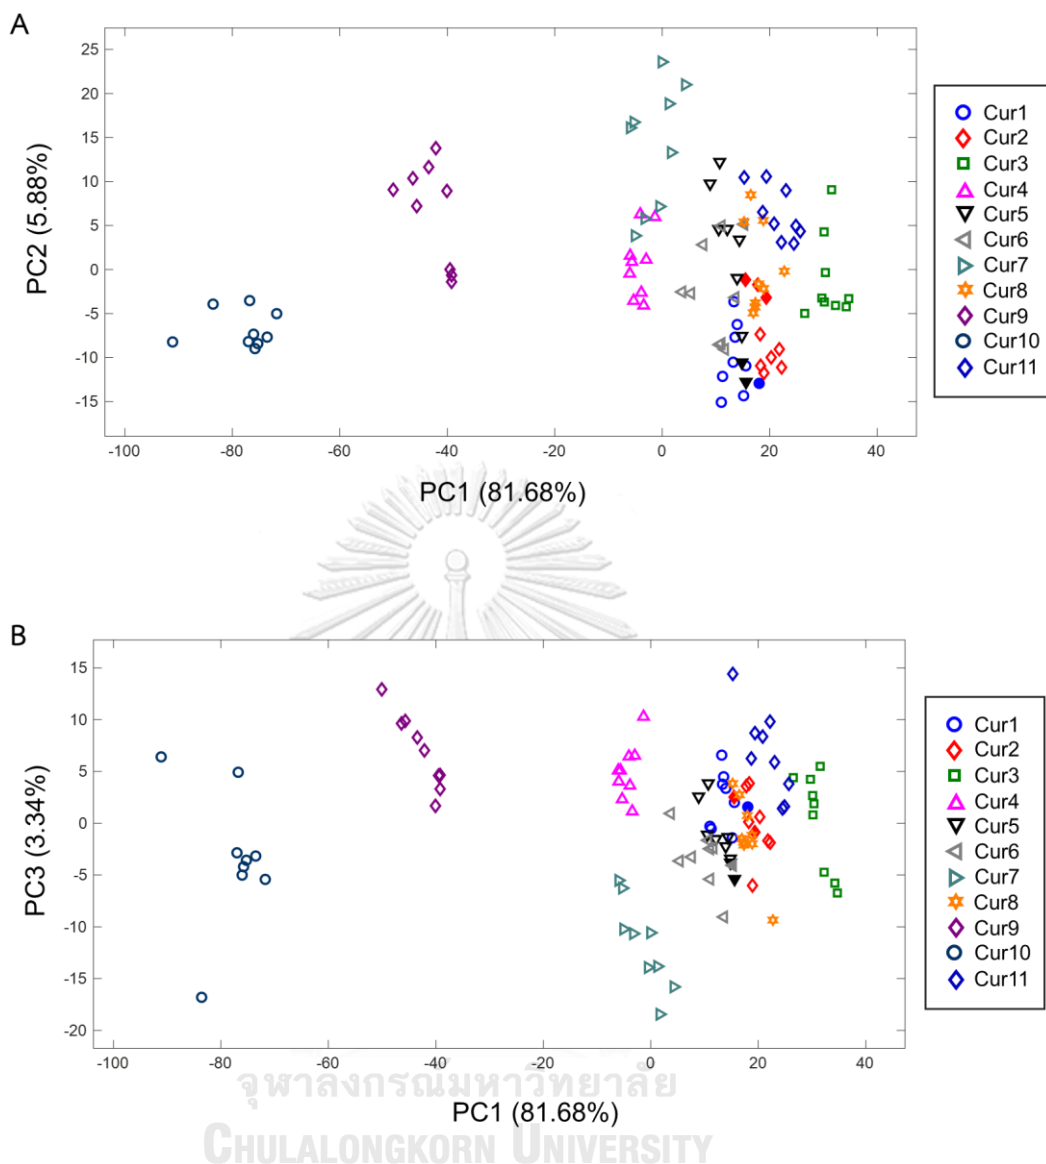 A
25
20
15
10
5
0
-5
-10
-15
-100
-80
-60
-40
-20
0
20
40
PC2 (5.88%)
PC1 (81.68%)
Cur1
Cur2
Cur3
Cur4
Cur5
Cur6
Cur7
Cur8
Cur9
Cur10
Cur11
B
15
10
5
0
-5
-10
-15
-20
-100
-80
-60
-40
-20
0
20
40
PC3 (3.34%)
PC1 (81.68%)
Cur1
Cur2
Cur3
Cur4
Cur5
Cur6
Cur7
Cur8
Cur9
Cur10
Cur11
จุฬาลงกรณ์มหาวิทยาลัย
CHULALONGKORN UNIVERSITY